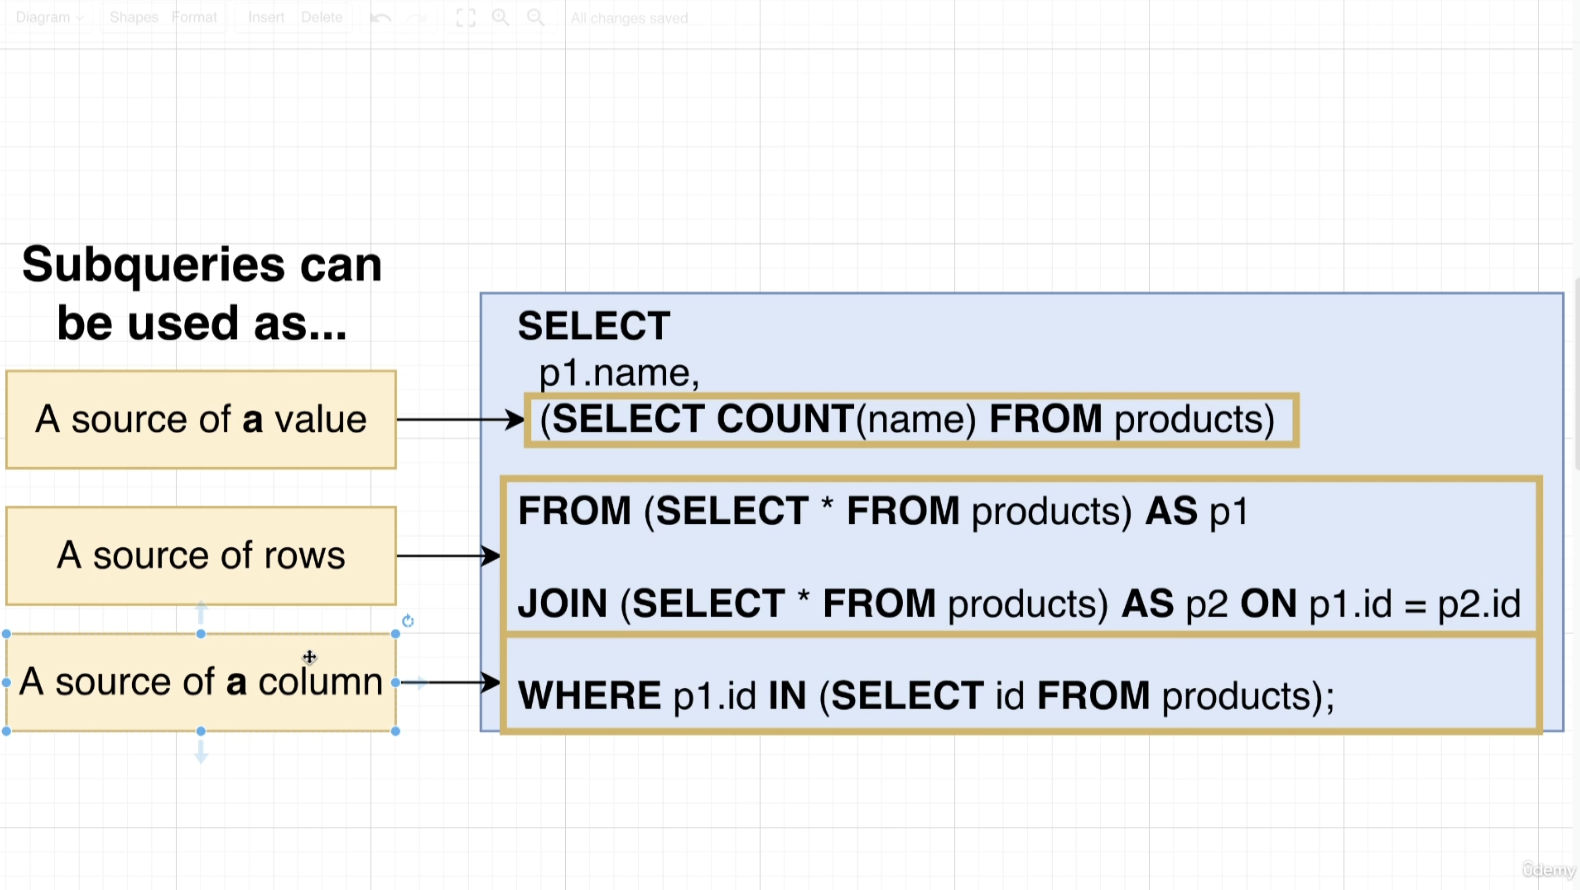 Diagram Shapes Format Insert Delete All changes saved
Subqueries can
be used as...
A source of a value
A source of rows
A source of a column
SELECT
p1.name,
(SELECT COUNT(name) FROM products)
FROM (SELECT * FROM products) AS p1
JOIN (SELECT * FROM products) AS p2 ON p1.id = p2.id
WHERE p1.id IN (SELECT id FROM products);
ûdemy